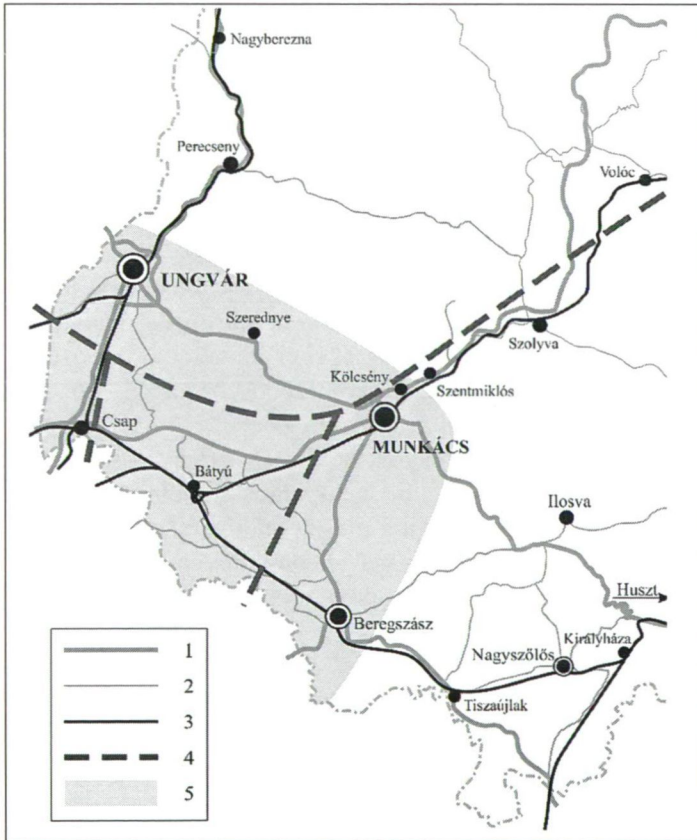 Nagyberezna
Perecseny
Volóc
UNGVÁR
Szerednye
Szolyva
Kölcsény
Szentmiklós
Csap
MUNKÁCS
Bátyú
Ilosva
Huszt
Beregszász
Királyháza
Nagyszőlős
Tiszaújlak
1
2
3
4
5